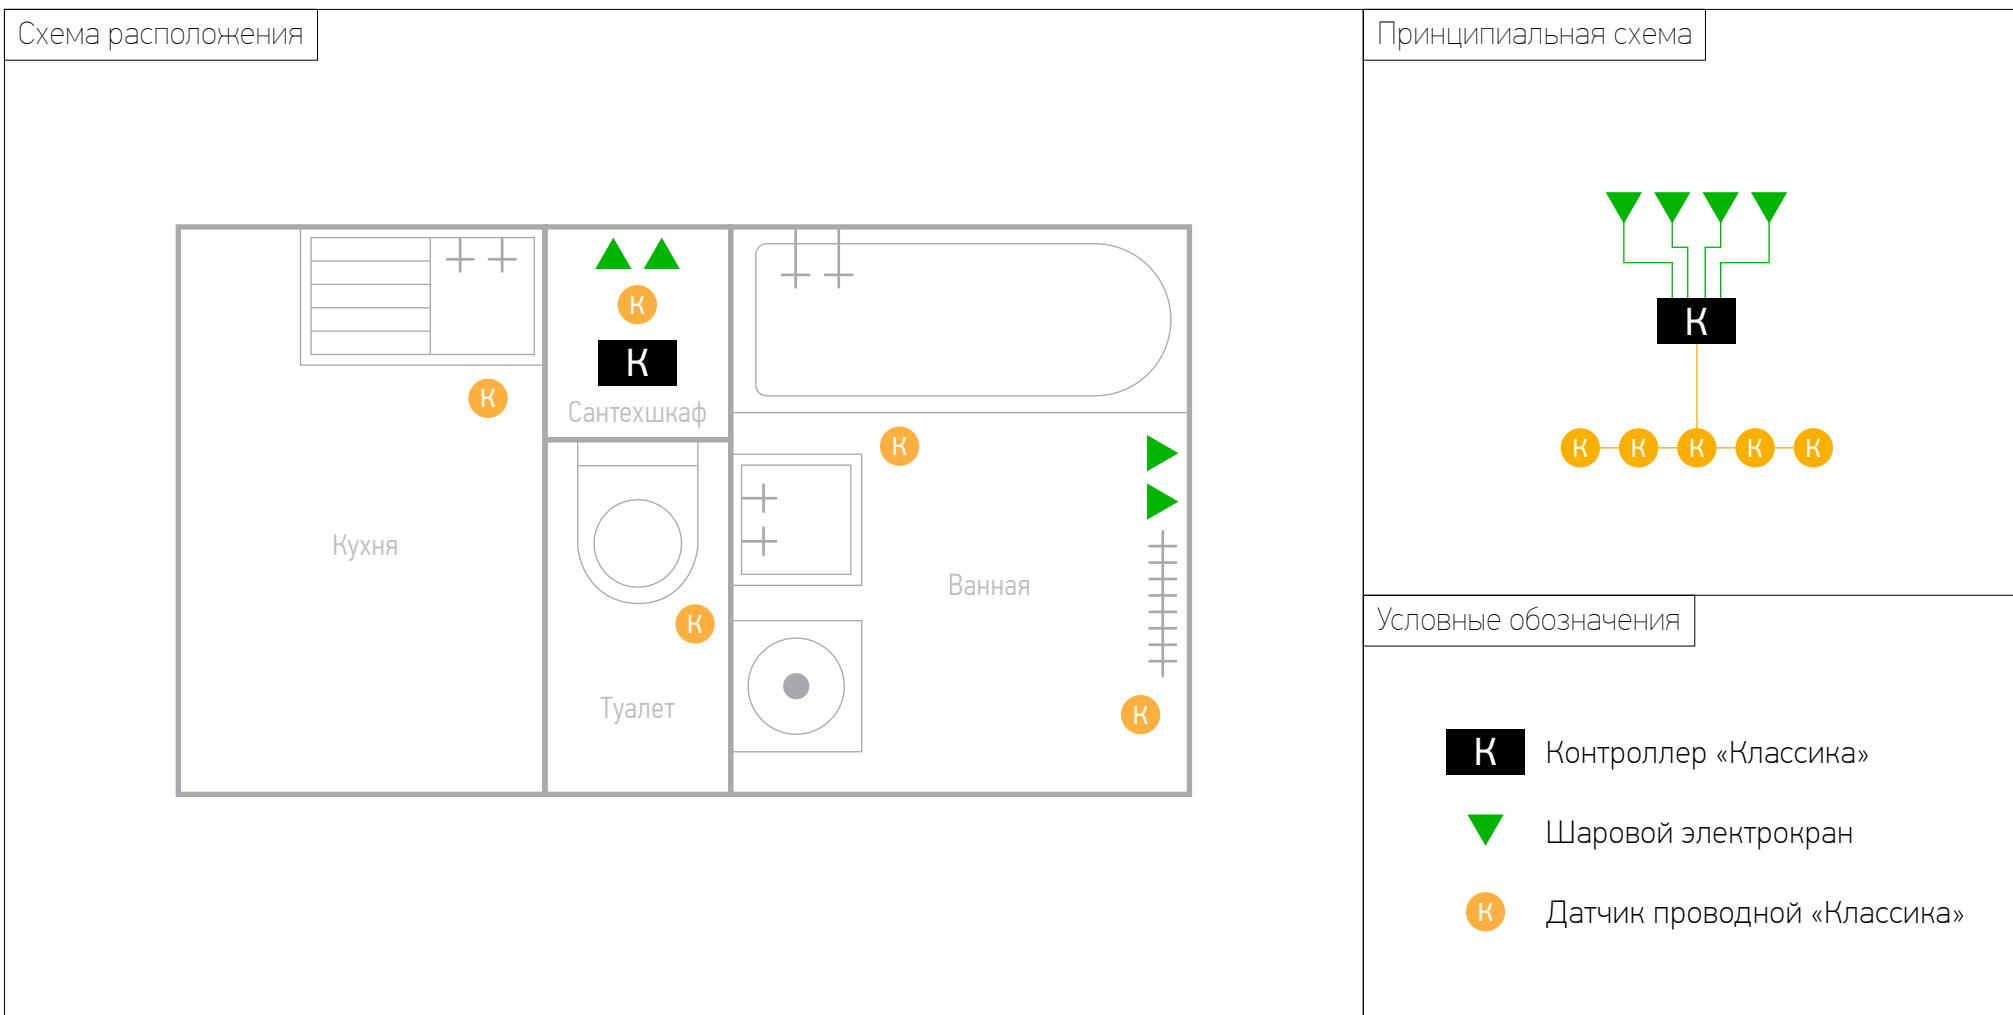 Схема расположения
К
К
Сантехшкаф
К
К
Кухня
Ванная
К
Туалет
К
Принципиальная схема
К
К К К К К
Условные обозначения
К Контроллер «Классика»
Шаровой электрокран
К Датчик проводной «Классика»